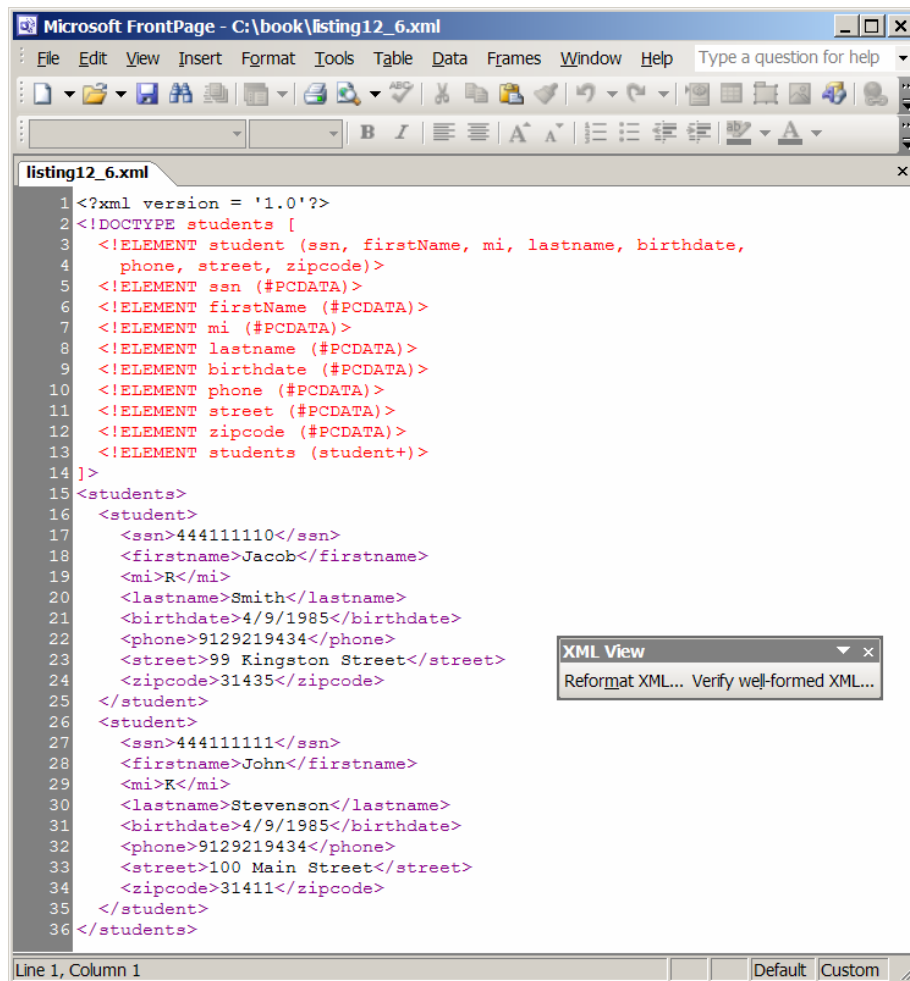 Microsoft FrontPage - C:\book\listing12_6.xml
File Edit View Insert Format Tools Table Data Frames Window Help Type a question for help
B I A A ab A
listing12_6.xml
1 <?xml version = '1.0'?>
2 <!DOCTYPE students [
3 <!ELEMENT student (ssn, firstName, mi, lastname, birthdate,
4 phone, street, zipcode)>
5 <!ELEMENT ssn (#PCDATA)>
6 <!ELEMENT firstName (#PCDATA)>
7 <!ELEMENT mi (#PCDATA)>
8 <!ELEMENT lastname (#PCDATA)>
9 <!ELEMENT birthdate (#PCDATA)>
10 <!ELEMENT phone (#PCDATA)>
11 <!ELEMENT street (#PCDATA)>
12 <!ELEMENT zipcode (#PCDATA)>
13 <!ELEMENT students (student+)>
14 ]>
15 <students>
16 <student>
17 <ssn>444111110</ssn>
18 <firstname>Jacob</firstname>
19 <mi>R</mi>
20 <lastname>Smith</lastname>
21 <birthdate>4/9/1985</birthdate>
22 <phone>9129219434</phone>
23 <street>99 Kingston Street</street>
24 <zipcode>31435</zipcode>
25 </student>
26 <student>
27 <ssn>444111111</ssn>
28 <firstname>John</firstname>
29 <mi>K</mi>
30 <lastname>Stevenson</lastname>
31 <birthdate>4/9/1985</birthdate>
32 <phone>9129219434</phone>
33 <street>100 Main Street</street>
34 <zipcode>31411</zipcode>
35 </student>
36 </students>
XML View
Reformat XML... Verify well-formed XML...
Line 1, Column 1 Default Custom